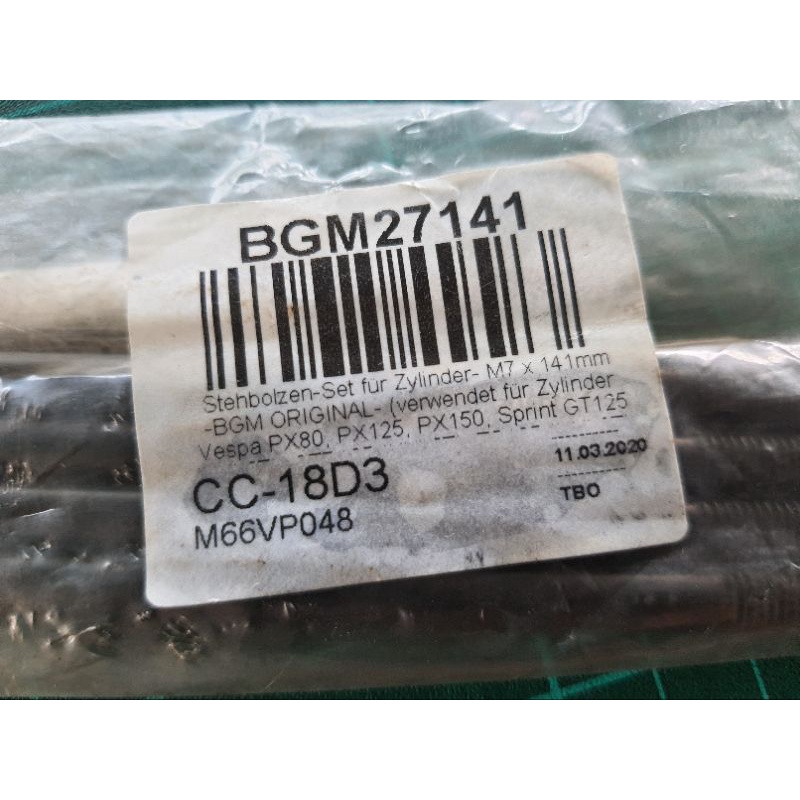 BGM27141
Stehbolzen-Set für Zylinder- M7 x 141mm
-BGM ORIGINAL- (verwendet für Zylinder
Vespa PX80, PX125, PX150, Sprint GT125
CC-18D3
11.03.2020
M66VP048
TBO